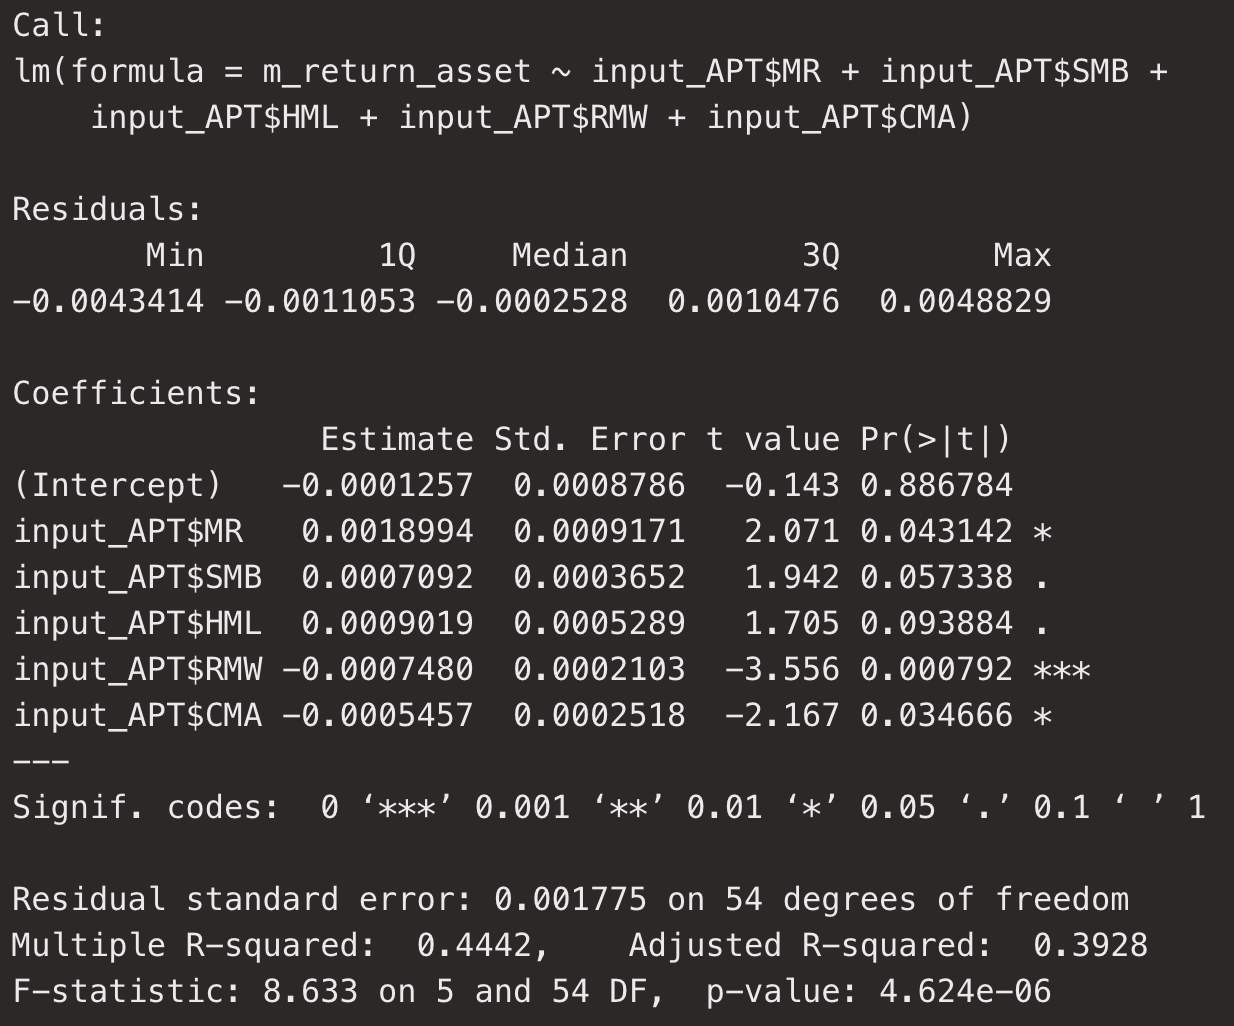 Call:
lm(formula = m_return_asset ~ input_APT$MR + input_APT$SMB +
    input_APT$HML + input_APT$RMW + input_APT$CMA)

Residuals:
       Min         1Q     Median         3Q        Max
−0.0043414 −0.0011053 −0.0002528  0.0010476  0.0048829

Coefficients:
                Estimate Std. Error t value Pr(>|t|)
(Intercept)   −0.0001257  0.0008786  −0.143 0.886784
input_APT$MR   0.0018994  0.0009171   2.071 0.043142 *
input_APT$SMB  0.0007092  0.0003652   1.942 0.057338 .
input_APT$HML  0.0009019  0.0005289   1.705 0.093884 .
input_APT$RMW −0.0007480  0.0002103  −3.556 0.000792 ***
input_APT$CMA −0.0005457  0.0002518  −2.167 0.034666 *
−−−
Signif. codes:  0 ‘***’ 0.001 ‘**’ 0.01 ‘*’ 0.05 ‘.’ 0.1 ‘ ’ 1

Residual standard error: 0.001775 on 54 degrees of freedom
Multiple R−squared:  0.4442,    Adjusted R−squared:  0.3928
F−statistic: 8.633 on 5 and 54 DF,  p−value: 4.624e−06